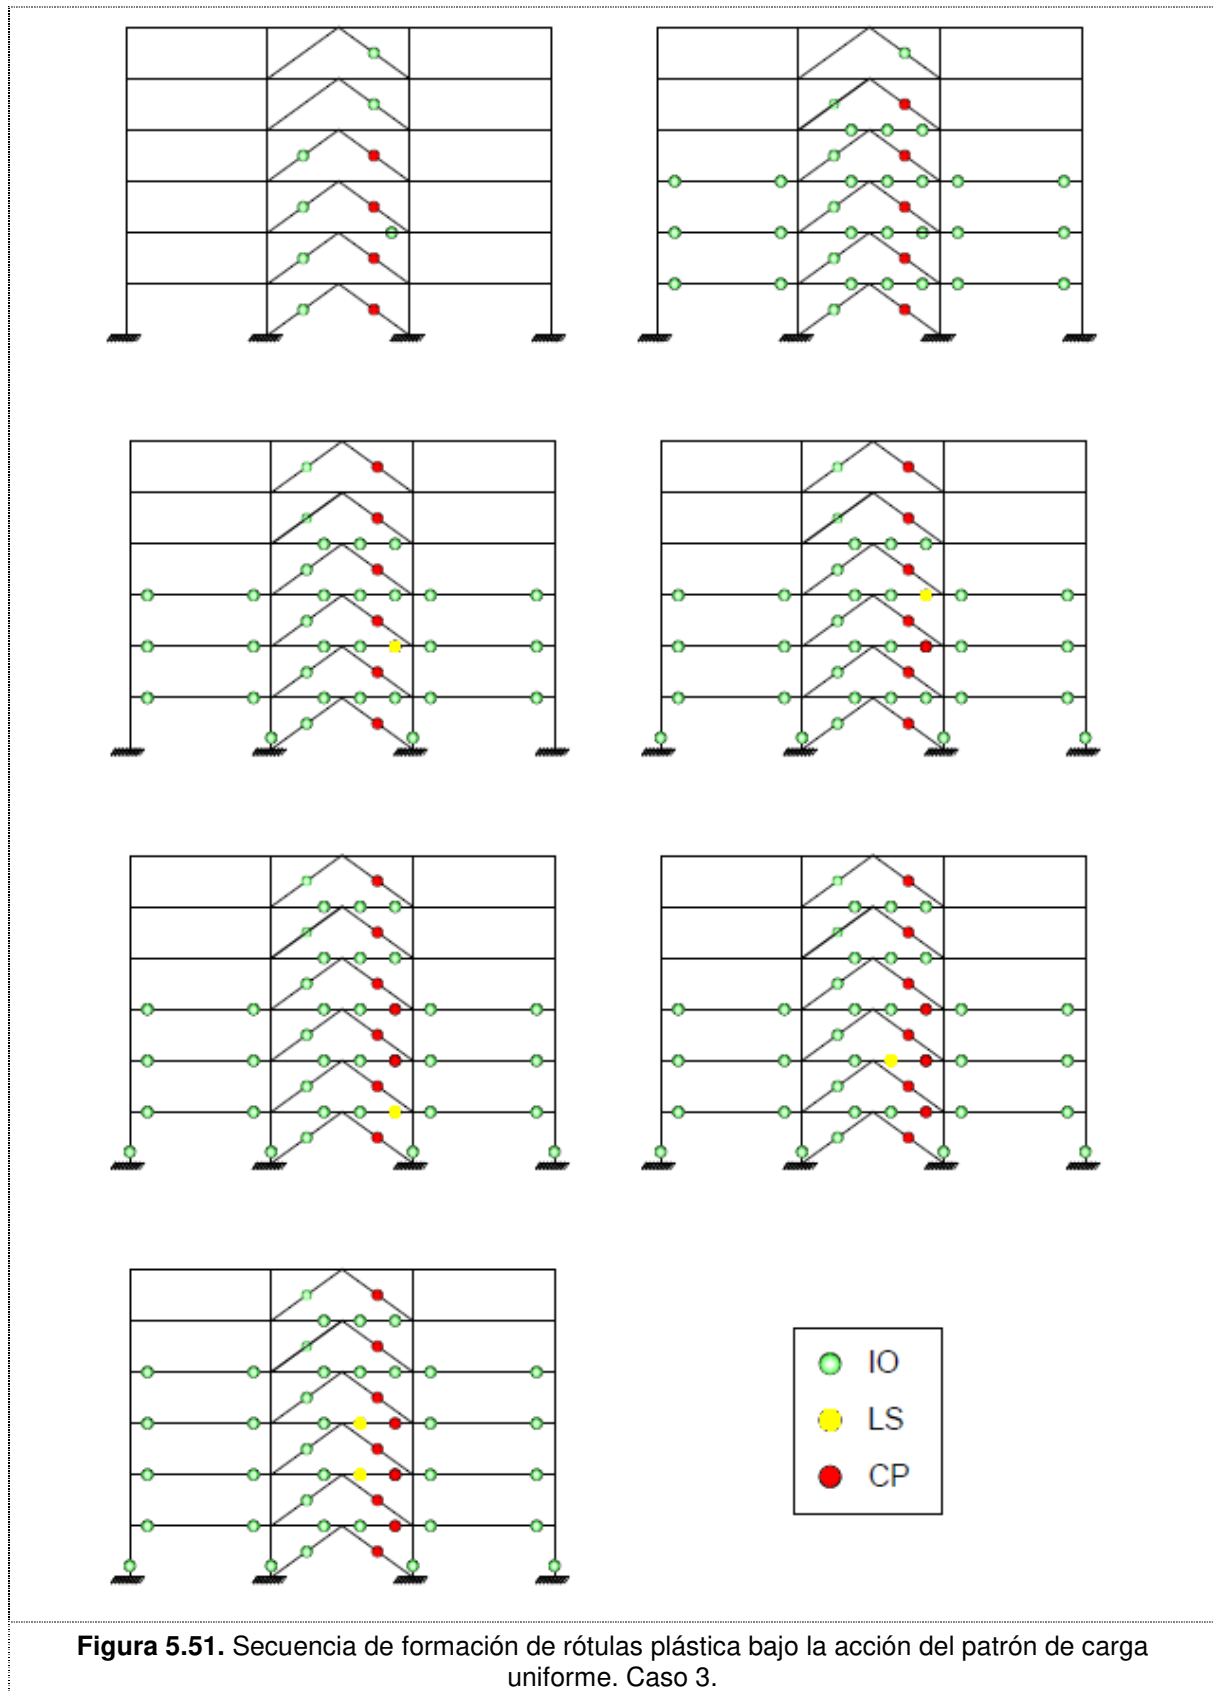 IO
LS
CP
Figura 5.51. Secuencia de formación de rótulas plástica bajo la acción del patrón de carga
uniforme. Caso 3.